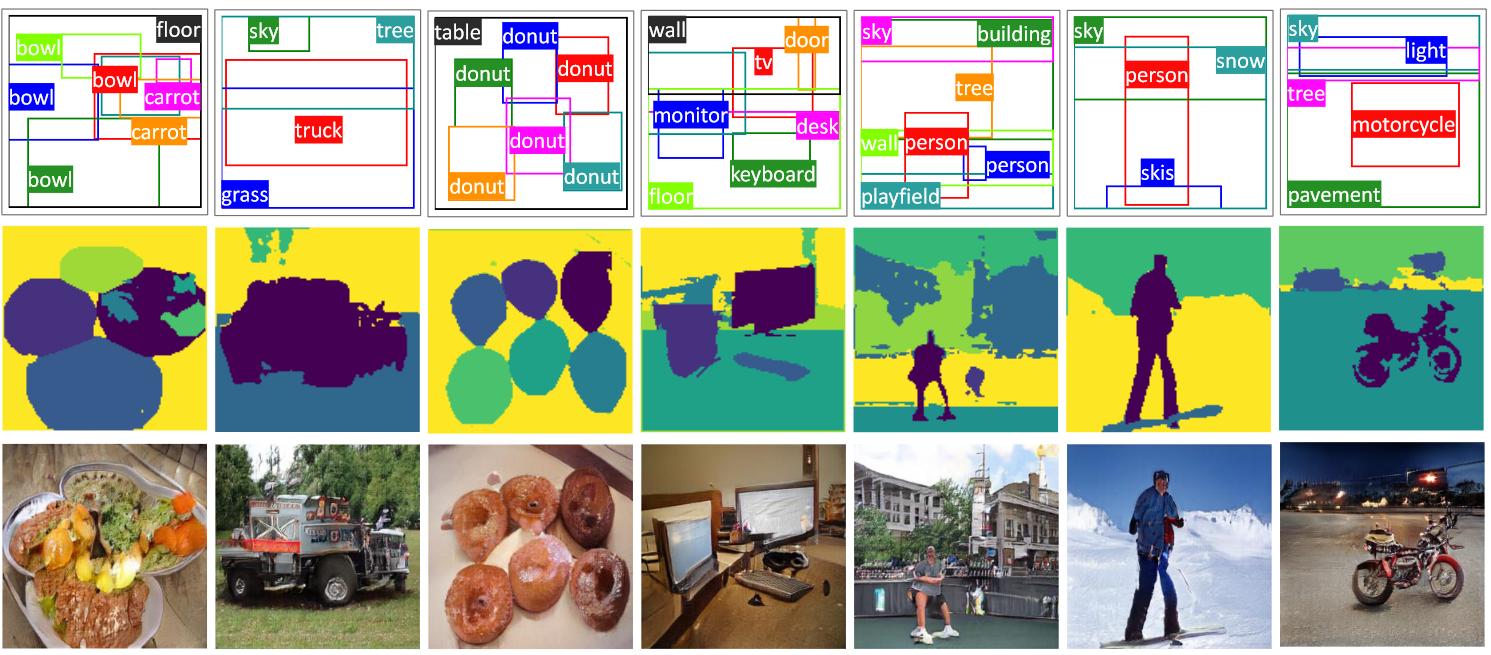 floor
bowl
bowl
bowl
carrot
carrot
bowl
sky
tree
truck
grass
table
donut
donut
donut
donut
donut
donut
wall
door
tv
monitor
desk
keyboard
floor
sky
building
tree
wall
person
person
playfield
sky
snow
person
skis
sky
light
tree
motorcycle
pavement